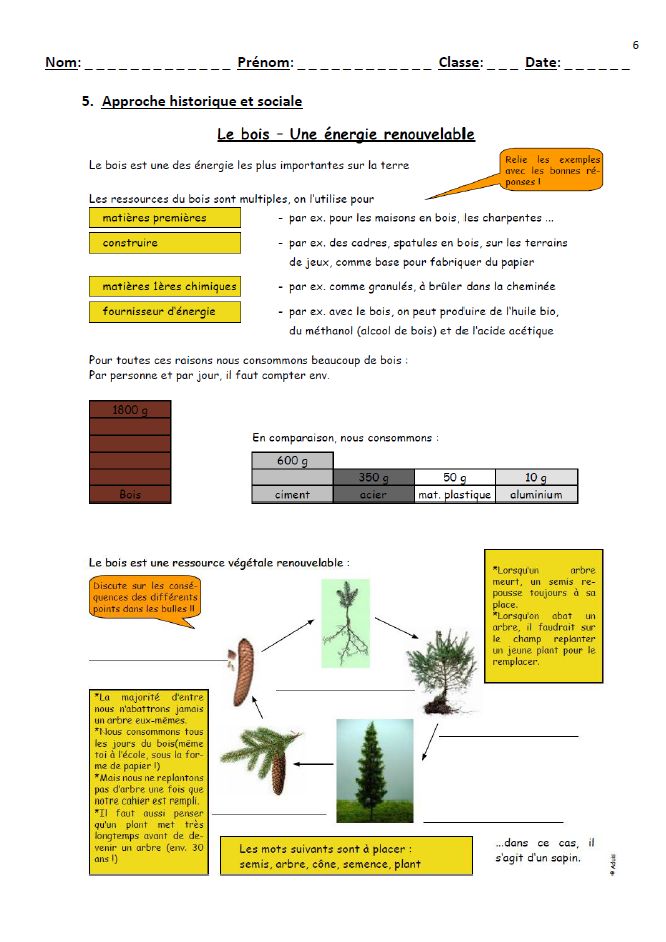 6
Nom: _ _ _ _ _ _ _ _ _ _ _ _ _ Prénom: _ _ _ _ _ _ _ _ _ _ _ _ Classe: _ _ _ Date: _ _ _ _ _ _
5. Approche historique et sociale
Le bois – Une énergie renouvelable
Le bois est une des énergie les plus importantes sur la terre
Relie les exemples
avec les bonnes ré-
ponses !
Les ressources du bois sont multiples, on l'utilise pour
matières premières - par ex. pour les maisons en bois, les charpentes ...
construire - par ex. des cadres, spatules en bois, sur les terrains
de jeux, comme base pour fabriquer du papier
matières 1ères chimiques - par ex. comme granulés, à brûler dans la cheminée
fournisseur d'énergie - par ex. avec le bois, on peut produire de l'huile bio,
du méthanol (alcool de bois) et de l'acide acétique
Pour toutes ces raisons nous consommons beaucoup de bois :
Par personne et par jour, il faut compter env.
1800 g
Bois
En comparaison, nous consommons :
600 g
350 g 50 g 10 g
ciment acier mat. plastique aluminium
Le bois est une ressource végétale renouvelable :
Discute sur les consé-
quences des différents
points dans les bulles !!
*Lorsqu'un arbre
meurt, un semis re-
pousse toujours à sa
place.
*Lorsqu'on abat un
arbre, il faudrait sur
le champ replanter
un jeune plant pour le
remplacer.
*La majorité d'entre
nous n'abattrons jamais
un arbre eux-mêmes.
*Nous consommons tous
les jours du bois(même
toi à l'école, sous la for-
me de papier !)
*Mais nous ne replantons
pas d'arbre une fois que
notre cahier est rempli.
*Il faut aussi penser
qu'un plant met très
longtemps avant de de-
venir un arbre (env. 30
ans !)
Les mots suivants sont à placer :
semis, arbre, cône, semence, plant
...dans ce cas, il
s'agit d'un sapin.
© Aduis